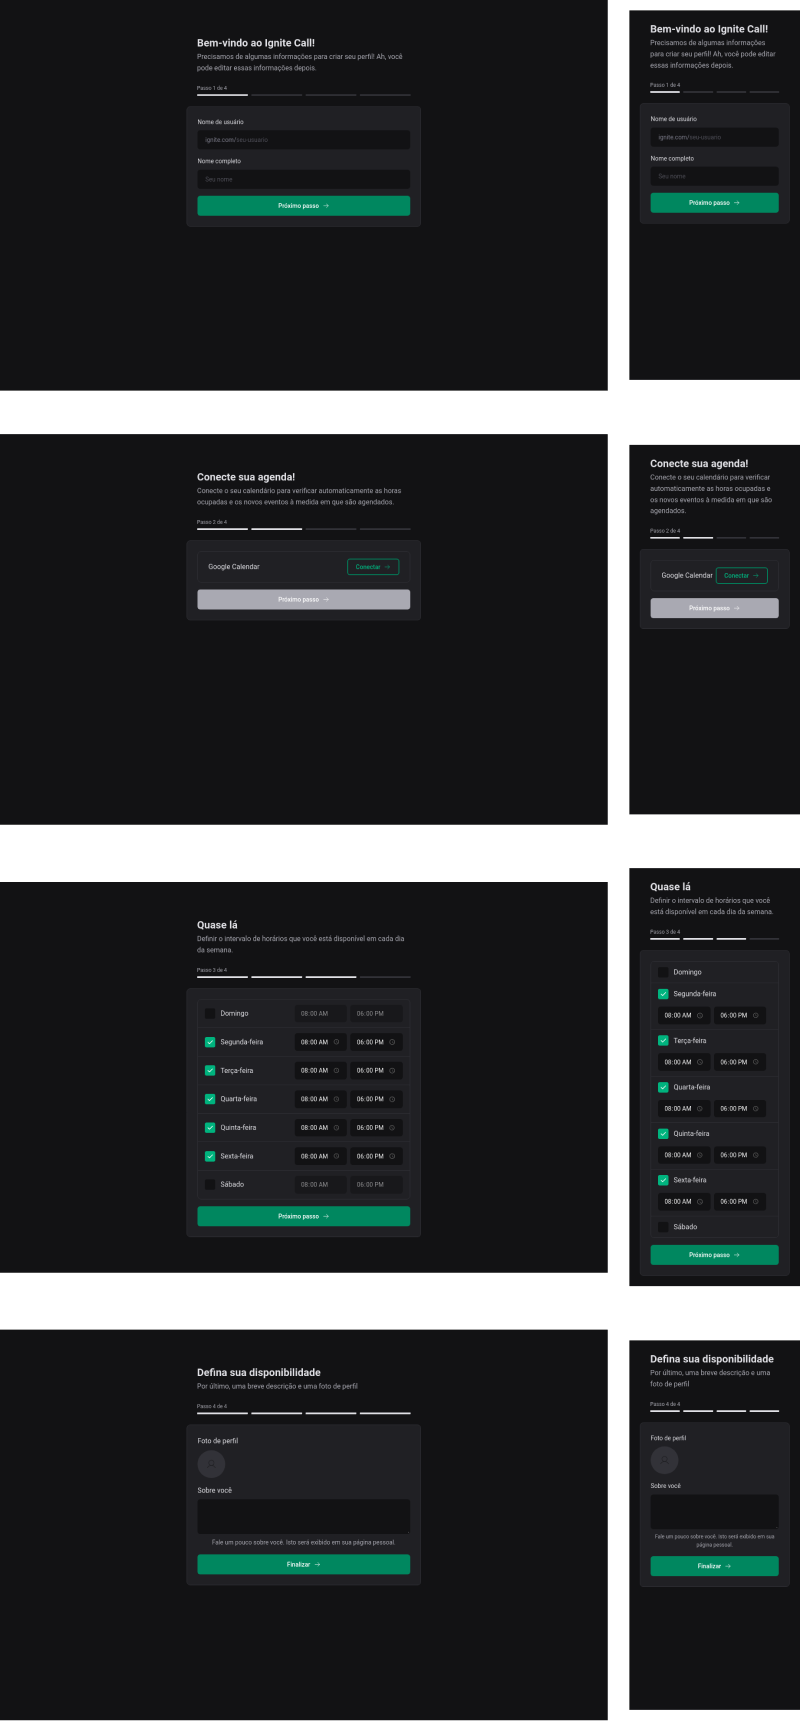 Bem-vindo ao Ignite Call!
Precisamos de algumas informações para criar seu perfil! Ah, você
pode editar essas informações depois.
Passo 1 de 4
Nome de usuário
ignite.com/seu-usuário
Nome completo
Seu nome
Próximo passo →
Bem-vindo ao Ignite Call!
Precisamos de algumas informações
para criar seu perfil! Ah, você pode editar
essas informações depois.
Passo 1 de 4
Nome de usuário
ignite.com/seu-usuário
Nome completo
Seu nome
Próximo passo →
Conecte sua agenda!
Conecte o seu calendário para verificar automaticamente as horas
ocupadas e os novos eventos à medida em que são agendados.
Passo 2 de 4
Google Calendar Conectar →
Próximo passo →
Conecte sua agenda!
Conecte o seu calendário para verificar
automaticamente as horas ocupadas e
os novos eventos à medida em que são
agendados.
Passo 2 de 4
Google Calendar Conectar →
Próximo passo →
Quase lá
Definir o intervalo de horários que você está disponível em cada dia
da semana.
Passo 3 de 4
Domingo 08:00 AM 06:00 PM
Segunda-feira 08:00 AM 06:00 PM
Terça-feira 08:00 AM 06:00 PM
Quarta-feira 08:00 AM 06:00 PM
Quinta-feira 08:00 AM 06:00 PM
Sexta-feira 08:00 AM 06:00 PM
Sábado 08:00 AM 06:00 PM
Próximo passo →
Quase lá
Definir o intervalo de horários que você
está disponível em cada dia da semana.
Passo 3 de 4
Domingo
Segunda-feira
08:00 AM 06:00 PM
Terça-feira
08:00 AM 06:00 PM
Quarta-feira
08:00 AM 06:00 PM
Quinta-feira
08:00 AM 06:00 PM
Sexta-feira
08:00 AM 06:00 PM
Sábado
Próximo passo →
Defina sua disponibilidade
Por último, uma breve descrição e uma foto de perfil
Passo 4 de 4
Foto de perfil
Sobre você
Fale um pouco sobre você. Isto será exibido em sua página pessoal.
Finalizar →
Defina sua disponibilidade
Por último, uma breve descrição e uma
foto de perfil
Passo 4 de 4
Foto de perfil
Sobre você
Fale um pouco sobre você. Isto será exibido em sua
página pessoal.
Finalizar →